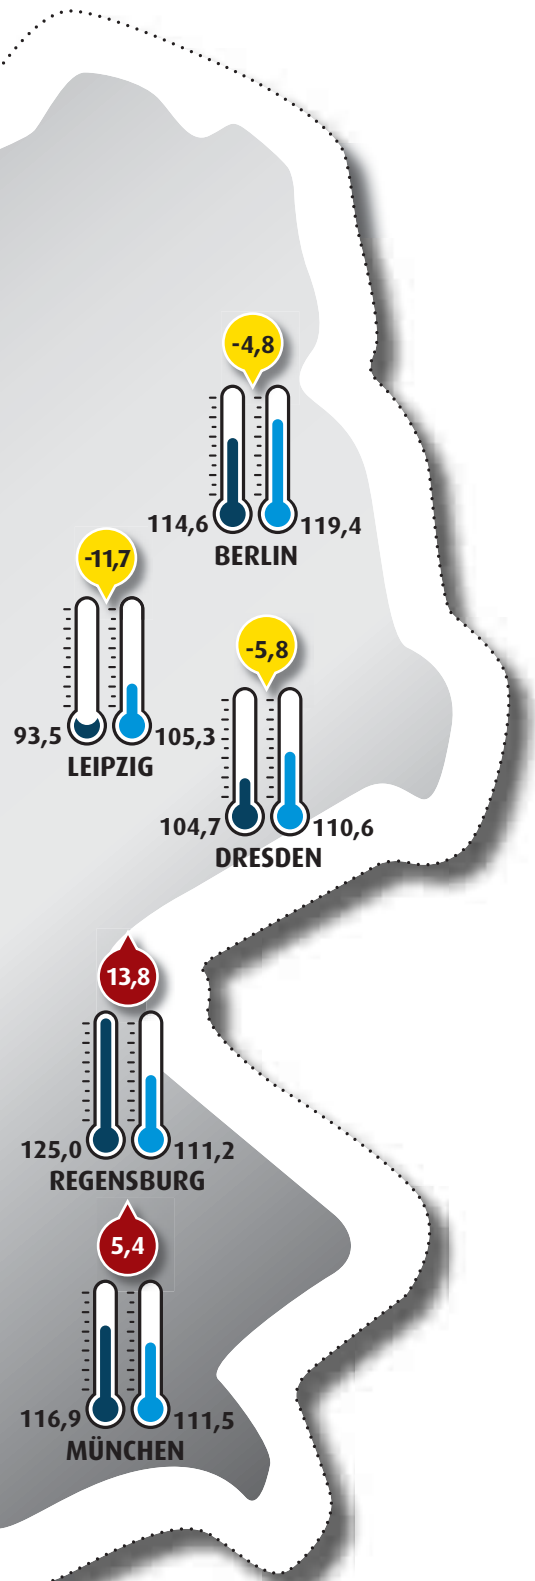 -4,8
114,6 119,4
BERLIN
-11,7
93,5 105,3
LEIPZIG
-5,8
104,7 110,6
DRESDEN
13,8
125,0 111,2
REGENSBURG
5,4
116,9 111,5
MÜNCHEN